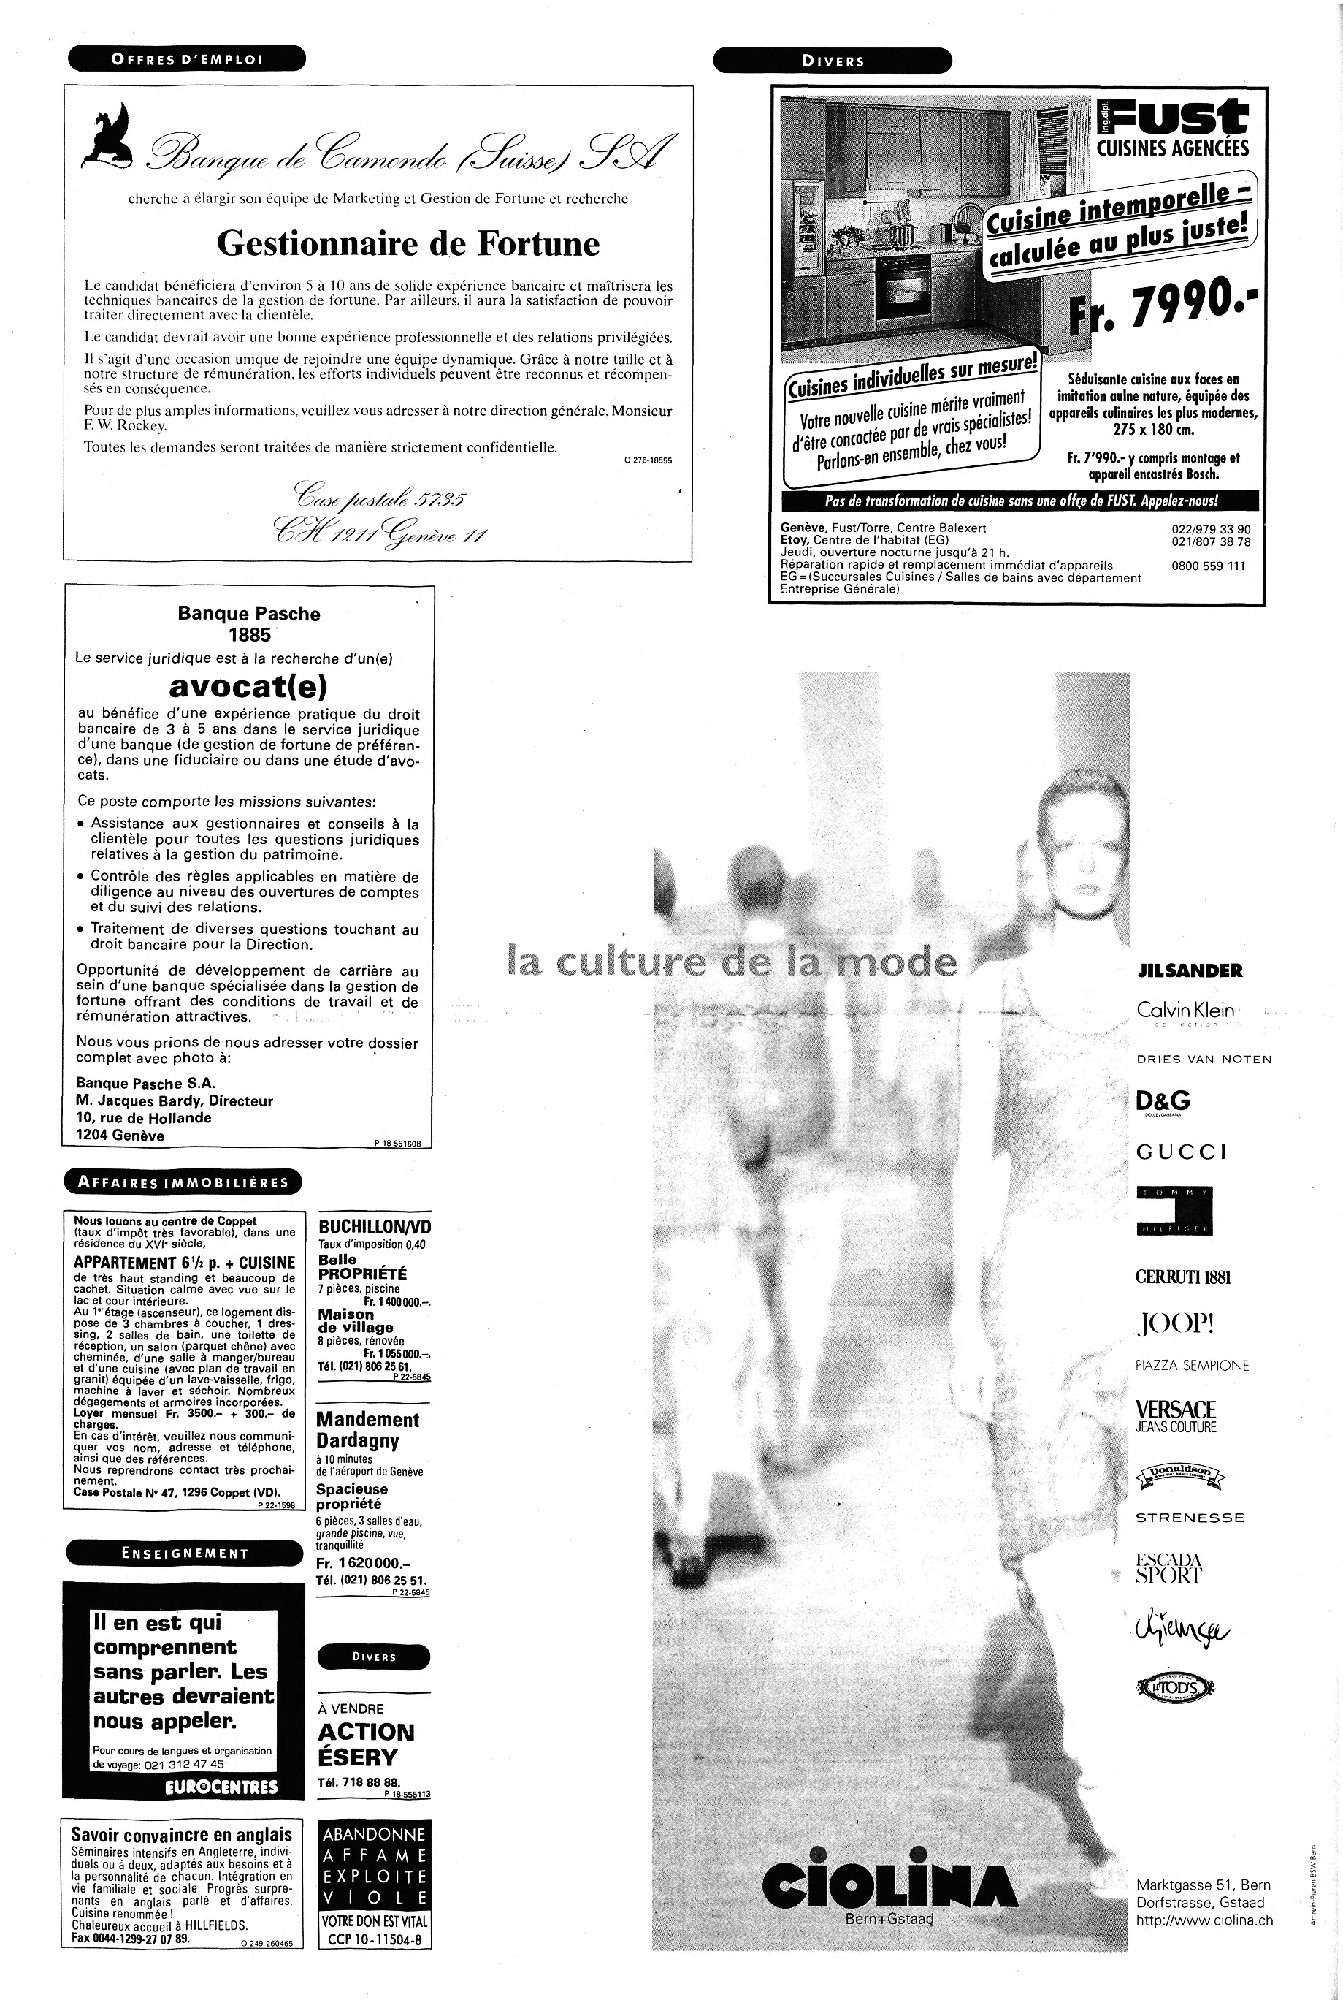 OFFRES D'EMPLOI
Banque de Camondo (Suisse) SA
cherche à élargir son équipe de Marketing et Gestion de Fortune et recherche
Gestionnaire de Fortune
Le candidat bénéficiera d'environ 5 à 10 ans de solide expérience bancaire et maîtrisera les
techniques bancaires de la gestion de fortune. Par ailleurs, il aura la satisfaction de pouvoir
traiter directement avec la clientèle.
Le candidat devrait avoir une bonne expérience professionnelle et des relations privilégiées.
Il s'agit d'une occasion unique de rejoindre une équipe dynamique. Grâce à notre taille et à
notre structure de rémunération, les efforts individuels peuvent être reconnus et récompen-
sés en conséquence.
Pour de plus amples informations, veuillez vous adresser à notre direction générale, Monsieur
F. W. Rockey.
Toutes les demandes seront traitées de manière strictement confidentielle.
O 276-18555
Case postale 5735
CH 1211 Genève 11
Banque Pasche
1885
Le service juridique est à la recherche d'un(e)
avocat(e)
au bénéfice d'une expérience pratique du droit
bancaire de 3 à 5 ans dans le service juridique
d'une banque (de gestion de fortune de préféren-
ce), dans une fiduciaire ou dans une étude d'avo-
cats.
Ce poste comporte les missions suivantes:
• Assistance aux gestionnaires et conseils à la
clientèle pour toutes les questions juridiques
relatives à la gestion du patrimoine.
• Contrôle des règles applicables en matière de
diligence au niveau des ouvertures de comptes
et du suivi des relations.
• Traitement de diverses questions touchant au
droit bancaire pour la Direction.
Opportunité de développement de carrière au
sein d'une banque spécialisée dans la gestion de
fortune offrant des conditions de travail et de
rémunération attractives.
Nous vous prions de nous adresser votre dossier
complet avec photo à:
Banque Pasche S.A.
M. Jacques Bardy, Directeur
10, rue de Hollande
1204 Genève
P 18 551608
AFFAIRES IMMOBILIÈRES
Nous louons au centre de Coppet
(taux d'impôt très favorable), dans une
résidence du XVIe siècle,
APPARTEMENT 6½ p. + CUISINE
de très haut standing et beaucoup de
cachet. Situation calme avec vue sur le
lac et cour intérieure.
Au 1er étage (ascenseur), ce logement dis-
pose de 3 chambres à coucher, 1 dres-
sing, 2 salles de bain, une toilette de
réception, un salon (parquet chêne) avec
cheminée, d'une salle à manger/bureau
et d'une cuisine (avec plan de travail en
granit) équipée d'un lave-vaisselle, frigo,
machine à laver et séchoir. Nombreux
dégagements et armoires incorporées.
Loyer mensuel Fr. 3500.– + 300.– de
charges.
En cas d'intérêt, veuillez nous communi-
quer vos nom, adresse et téléphone,
ainsi que des références.
Nous reprendrons contact très prochai-
nement.
Case Postale N° 47, 1296 Coppet (VD).
P 22-1696
ENSEIGNEMENT
Il en est qui
comprennent
sans parler. Les
autres devraient
nous appeler.
Pour cours de langues et organisation
de voyage: 021 312 47 45
EUROCENTRES
Savoir convaincre en anglais
Séminaires intensifs en Angleterre, indivi-
duels ou à deux, adaptés aux besoins et à
la personnalité de chacun. Intégration en
vie familiale et sociale. Progrès surpre-
nants en anglais parlé et d'affaires.
Cuisine renommée!
Chaleureux accueil à HILLFIELDS.
Fax 0044-1299-27 07 89.
O 249-260465
BUCHILLON/VD
Taux d'imposition 0,40
Belle
PROPRIÉTÉ
7 pièces, piscine
Fr. 1 400 000.–.
Maison
de village
8 pièces, rénovée
Fr. 1 055 000.–.
Tél. (021) 806 25 61.
P 22-5845
Mandement
Dardagny
à 10 minutes
de l'aéroport de Genève
Spacieuse
propriété
6 pièces, 3 salles d'eau,
grande piscine, vue,
tranquillité
Fr. 1 620 000.–
Tél. (021) 806 25 51.
P 22-5845
DIVERS
À VENDRE
ACTION
ÉSERY
Tél. 718 88 88.
P 18 555113
ABANDONNE
AFFAME
EXPLOITE
VIOLE
VOTRE DON EST VITAL
CCP 10-11504-8
DIVERS
ing. dipl.
FUST
CUISINES AGENCÉES
Cuisine intemporelle –
calculée au plus juste!
Fr. 7990.-
Cuisines individuelles sur mesure!
Votre nouvelle cuisine mérite vraiment
d'être concactée par de vrais spécialistes!
Parlons-en ensemble, chez vous!
Séduisante cuisine aux faces en
imitation aulne nature, équipée des
appareils culinaires les plus modernes,
275 x 180 cm.
Fr. 7'990.- y compris montage et
appareil encastrés Bosch.
Pas de transformation de cuisine sans une offre de FUST. Appelez-nous!
Genève, Fust/Torre, Centre Balexert 022/979 33 90
Etoy, Centre de l'habitat (EG) 021/807 38 78
Jeudi, ouverture nocturne jusqu'à 21 h.
Réparation rapide et remplacement immédiat d'appareils 0800 559 111
EG=(Succursales Cuisines / Salles de bains avec département
Entreprise Générale)
la culture de la mode
JIL SANDER
Calvin Klein
collection
DRIES VAN NOTEN
D&G
DOLCE & GABBANA
GUCCI
TOMMY
HILFIGER
CERRUTI 1881
JOOP!
PIAZZA SEMPIONE
VERSACE
JEANS COUTURE
Donaldson
STRENESSE
ESCADA
SPORT
Chiemsee
TOD'S
CIOLINA
Bern+Gstaad
Marktgasse 51, Bern
Dorfstrasse, Gstaad
http://www.ciolina.ch